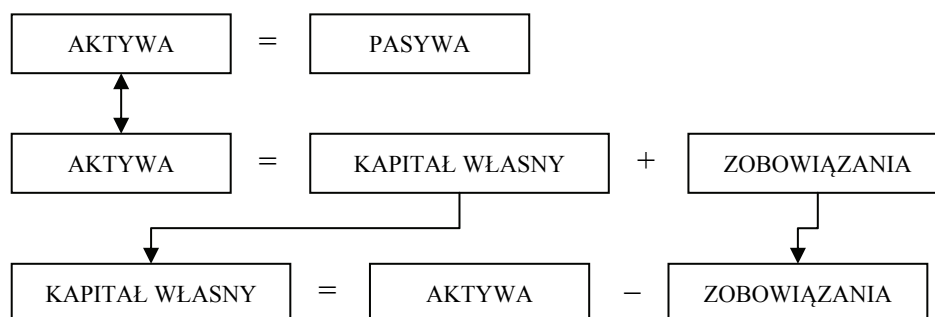 AKTYWA = PASYWA
AKTYWA = KAPITAŁ WŁASNY + ZOBOWIĄZANIA
KAPITAŁ WŁASNY = AKTYWA – ZOBOWIĄZANIA